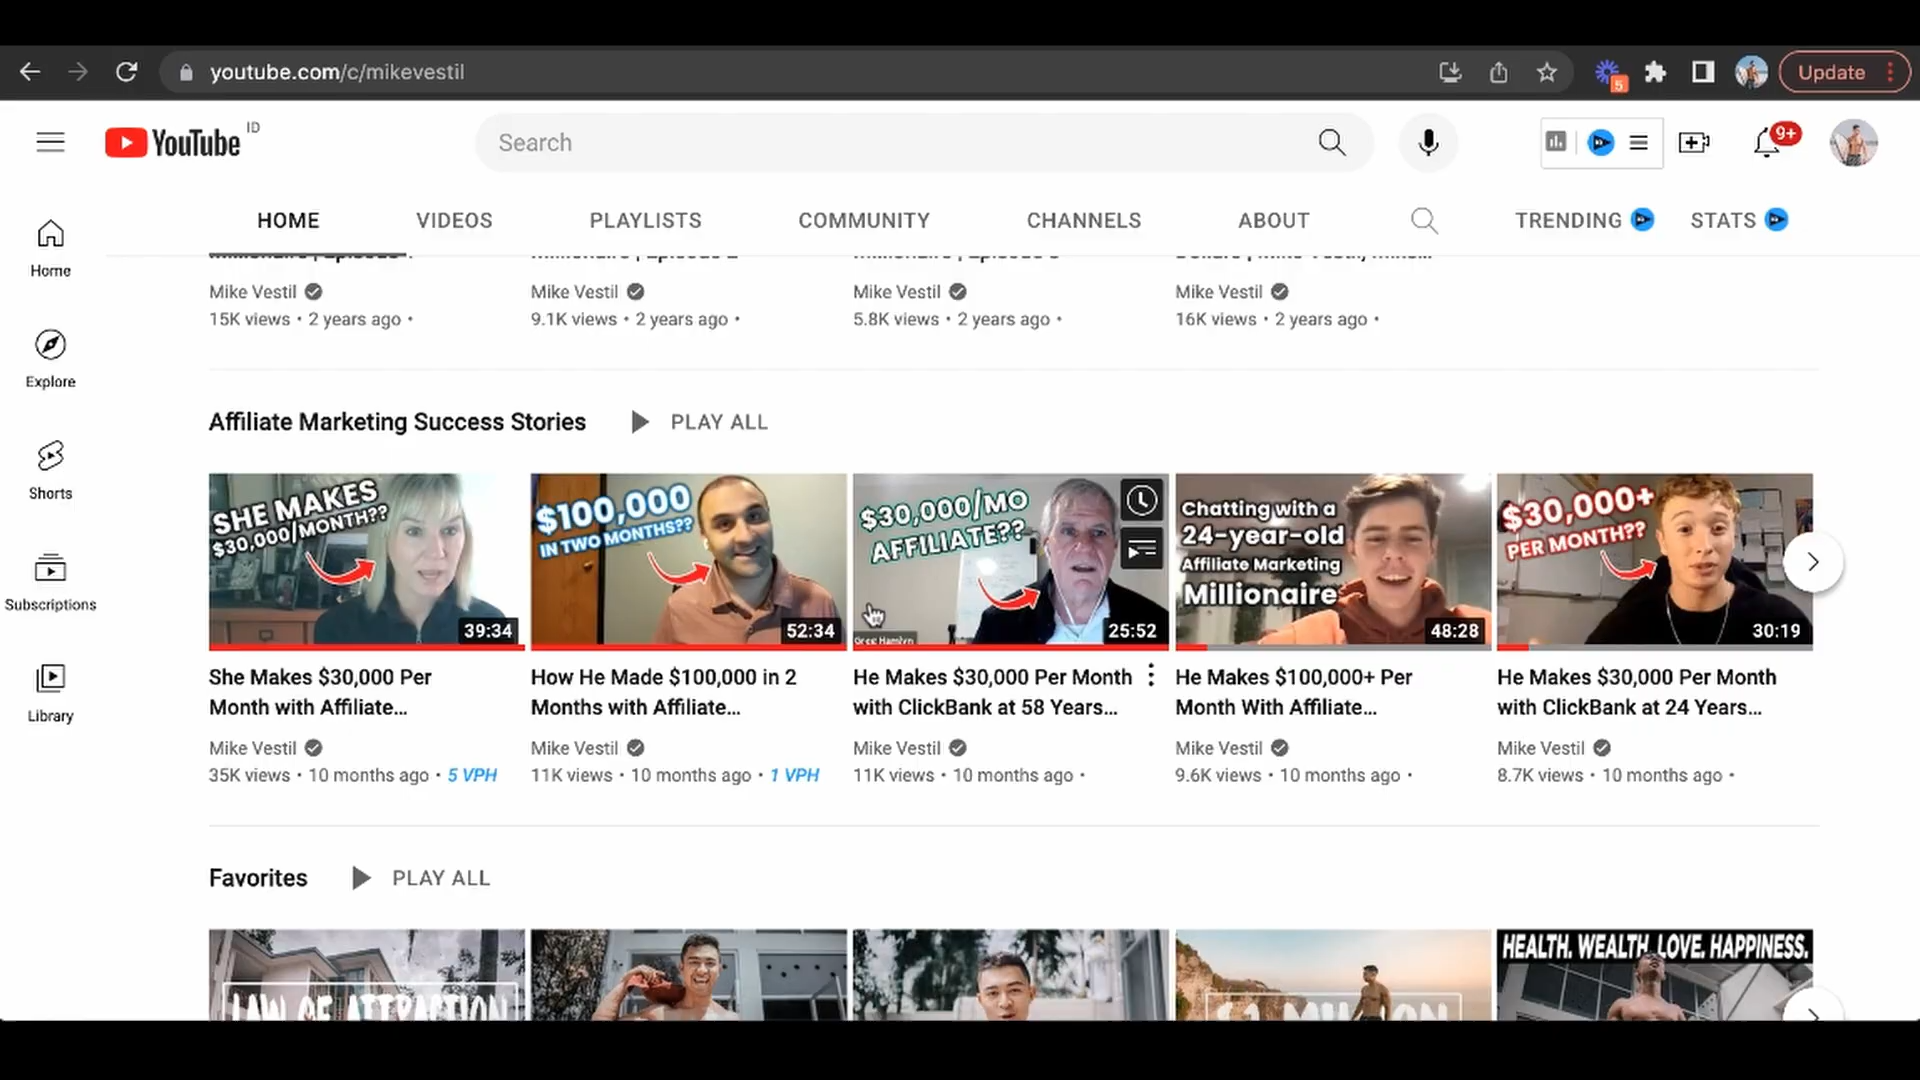 youtube.com/c/mikevestil
5
Update
YouTube ID
Search
9+
HOME
VIDEOS
PLAYLISTS
COMMUNITY
CHANNELS
ABOUT
TRENDING
STATS
Home
Explore
Shorts
Subscriptions
Library
Mike Vestil
15K views • 2 years ago •
Mike Vestil
9.1K views • 2 years ago •
Mike Vestil
5.8K views • 2 years ago •
Mike Vestil
16K views • 2 years ago •
Affiliate Marketing Success Stories
PLAY ALL
SHE MAKES
$30,000/MONTH??
39:34
She Makes $30,000 Per
Month with Affiliate...
Mike Vestil
35K views • 10 months ago • 5 VPH
$100,000
IN TWO MONTHS??
52:34
How He Made $100,000 in 2
Months with Affiliate...
Mike Vestil
11K views • 10 months ago • 1 VPH
$30,000/MO
AFFILIATE??
Greg Hamlyn
25:52
He Makes $30,000 Per Month
with ClickBank at 58 Years...
Mike Vestil
11K views • 10 months ago •
Chatting with a
24-year-old
Affiliate Marketing
Millionaire
48:28
He Makes $100,000+ Per
Month With Affiliate...
Mike Vestil
9.6K views • 10 months ago •
$30,000+
PER MONTH??
30:19
He Makes $30,000 Per Month
with ClickBank at 24 Years...
Mike Vestil
8.7K views • 10 months ago •
Favorites
PLAY ALL
LAW OF ATTRACTION
HEALTH. WEALTH. LOVE. HAPPINESS.